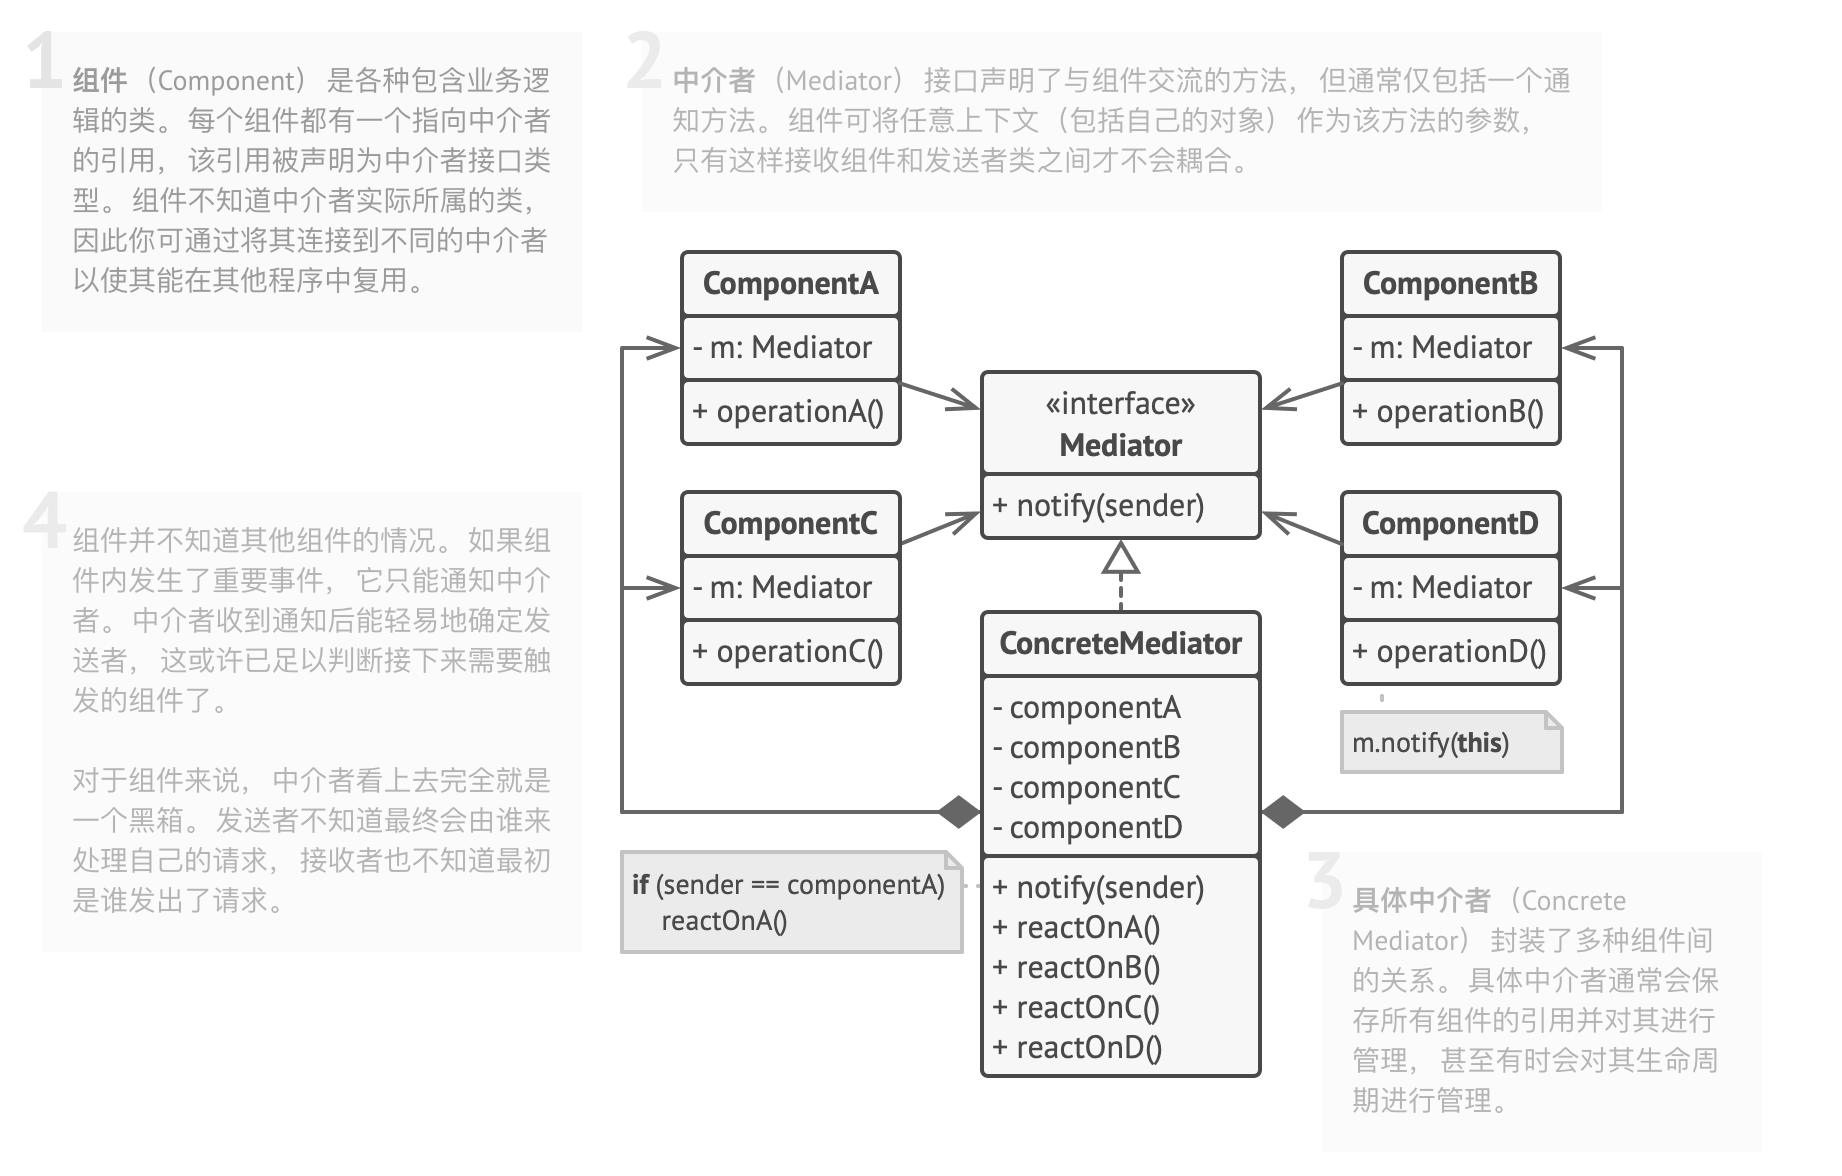 1
组件 （Component） 是各种包含业务逻
辑的类。 每个组件都有一个指向中介者
的引用， 该引用被声明为中介者接口类
型。 组件不知道中介者实际所属的类，
因此你可通过将其连接到不同的中介者
以使其能在其他程序中复用。
2
中介者 （Mediator） 接口声明了与组件交流的方法， 但通常仅包括一个通
知方法。 组件可将任意上下文 （包括自己的对象） 作为该方法的参数，
只有这样接收组件和发送者类之间才不会耦合。
ComponentA
- m: Mediator
+ operationA()
ComponentB
- m: Mediator
+ operationB()
«interface»
Mediator
+ notify(sender)
ComponentC
- m: Mediator
+ operationC()
ComponentD
- m: Mediator
+ operationD()
m.notify(this)
ConcreteMediator
- componentA
- componentB
- componentC
- componentD
+ notify(sender)
+ reactOnA()
+ reactOnB()
+ reactOnC()
+ reactOnD()
if (sender == componentA)
reactOnA()
3
具体中介者 （Concrete
Mediator） 封装了多种组件间
的关系。 具体中介者通常会保
存所有组件的引用并对其进行
管理， 甚至有时会对其生命周
期进行管理。
4
组件并不知道其他组件的情况。 如果组
件内发生了重要事件， 它只能通知中介
者。 中介者收到通知后能轻易地确定发
送者， 这或许已足以判断接下来需要触
发的组件了。
对于组件来说， 中介者看上去完全就是
一个黑箱。 发送者不知道最终会由谁来
处理自己的请求， 接收者也不知道最初
是谁发出了请求。